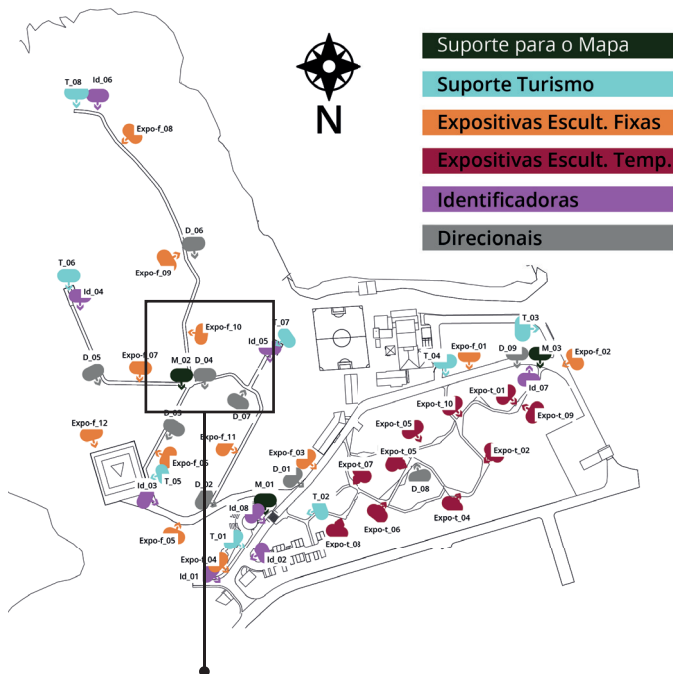 Suporte para o Mapa
Suporte Turismo
Expositivas Escult. Fixas
Expositivas Escult. Temp.
Identificadoras
Direcionais
N
T_08
Id_06
Expo-f_08
D_06
Expo-f_09
T_06
Id_04
Expo-f_10
T_07
Id_05
T_03
D_05
Expo-f_07
M_02
D_04
T_04
Expo-f_01
D_09
M_03
Expo-f_02
D_07
Id_07
Expo-t_01
Expo-t_10
Expo-t_09
Expo-f_12
D_03
Expo-f_11
Expo-t_05
Expo-t_02
Expo-f_06
T_05
Expo-f_03
D_01
Expo-t_07
Expo-t_05
D_08
Id_03
D_02
M_01
Id_08
T_02
Expo-t_04
Expo-t_06
Expo-f_05
T_01
Expo-t_08
Expo-f_04
Id_02
Id_01